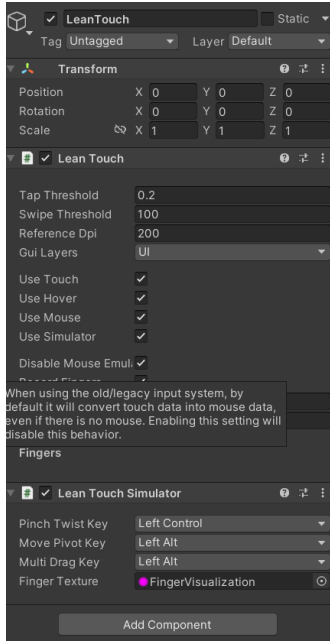 LeanTouch Static
Tag Untagged Layer Default
Transform
Position X 0 Y 0 Z 0
Rotation X 0 Y 0 Z 0
Scale X 1 Y 1 Z 1
Lean Touch
Tap Threshold 0.2
Swipe Threshold 100
Reference Dpi 200
Gui Layers UI
Use Touch
Use Hover
Use Mouse
Use Simulator
Disable Mouse Emul
When using the old/legacy input system, by
default it will convert touch data into mouse data,
even if there is no mouse. Enabling this setting will
disable this behavior.
Fingers
Lean Touch Simulator
Pinch Twist Key Left Control
Move Pivot Key Left Alt
Multi Drag Key Left Alt
Finger Texture FingerVisualization
Add Component